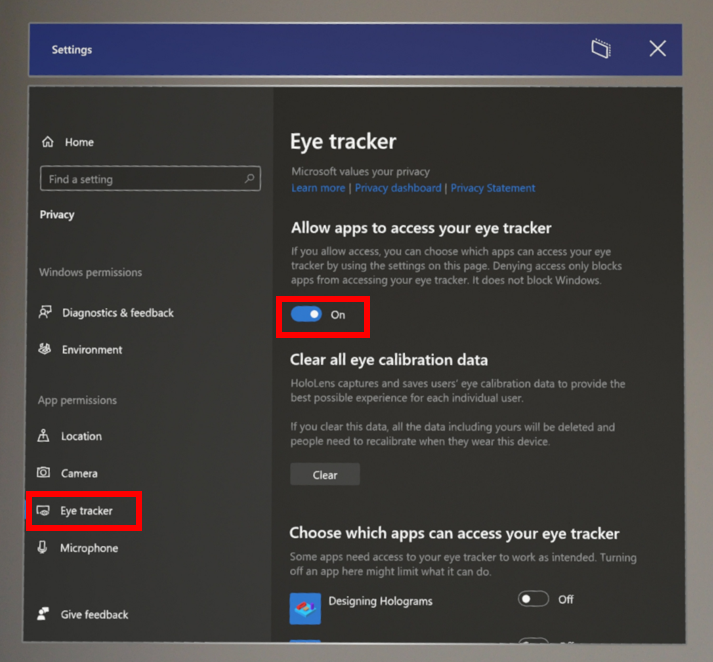 Settings
Home
Find a setting
Privacy
Windows permissions
Diagnostics & feedback
Environment
App permissions
Location
Camera
Eye tracker
Microphone
Give feedback
Eye tracker
Microsoft values your privacy
Learn more | Privacy dashboard | Privacy Statement
Allow apps to access your eye tracker
If you allow access, you can choose which apps can access your eye
tracker by using the settings on this page. Denying access only blocks
apps from accessing your eye tracker. It does not block Windows.
On
Clear all eye calibration data
HoloLens captures and saves users' eye calibration data to provide the
best possible experience for each individual user.
If you clear this data, all the data including yours will be deleted and
people need to recalibrate when they wear this device.
Clear
Choose which apps can access your eye tracker
Some apps need access to your eye tracker to work as intended. Turning
off an app here might limit what it can do.
Designing Holograms
Off